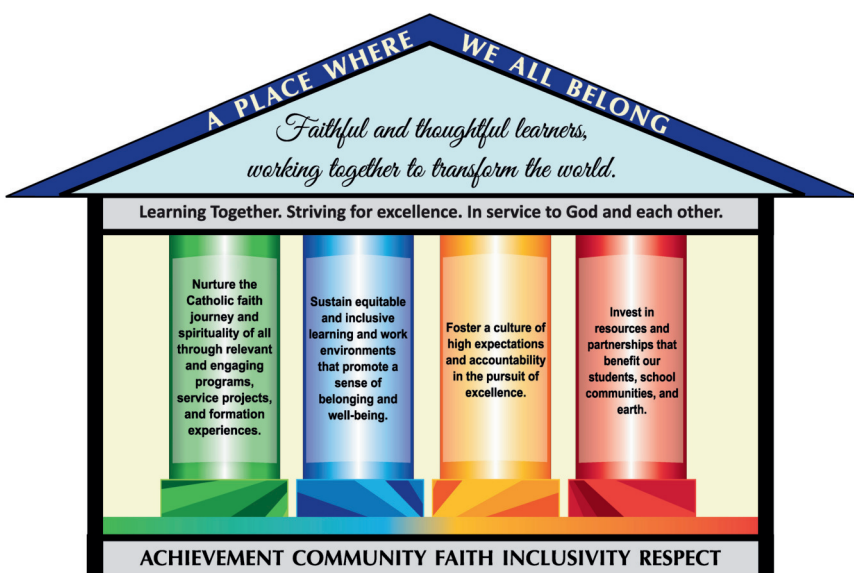 A PLACE WHERE WE ALL BELONG
Faithful and thoughtful learners,
working together to transform the world.
Learning Together. Striving for excellence. In service to God and each other.
Nurture the
Catholic faith
journey and
spirituality of all
through relevant
and engaging
programs,
service projects,
and formation
experiences.
Sustain equitable
and inclusive
learning and work
environments
that promote a
sense of
belonging and
well-being.
Foster a culture of
high expectations
and accountability
in the pursuit of
excellence.
Invest in
resources and
partnerships that
benefit our
students, school
communities, and
earth.
ACHIEVEMENT COMMUNITY FAITH INCLUSIVITY RESPECT